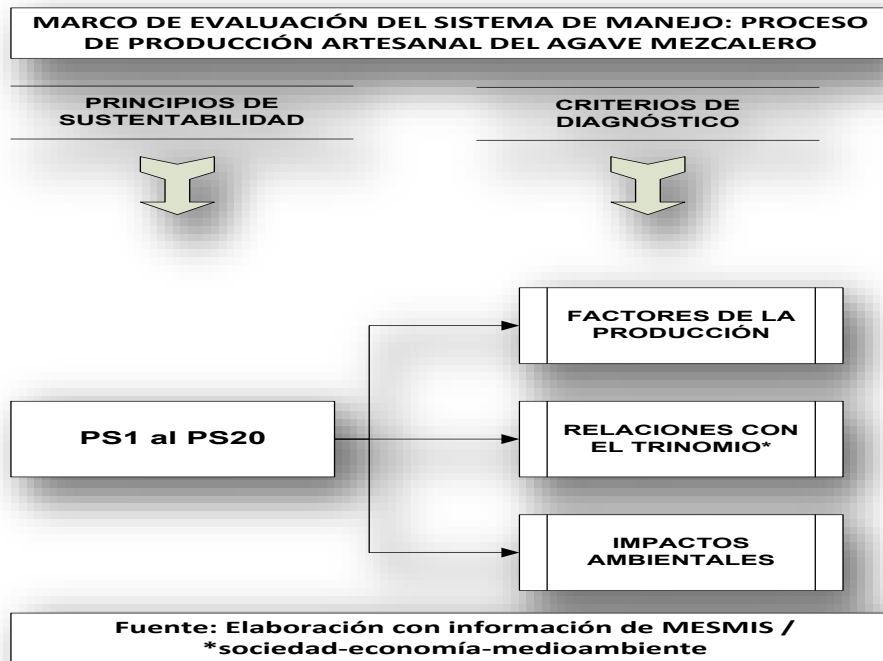 MARCO DE EVALUACIÓN DEL SISTEMA DE MANEJO: PROCESO
DE PRODUCCIÓN ARTESANAL DEL AGAVE MEZCALERO
PRINCIPIOS DE
SUSTENTABILIDAD
CRITERIOS DE
DIAGNÓSTICO
FACTORES DE LA
PRODUCCIÓN
PS1 al PS20
RELACIONES CON
EL TRINOMIO*
IMPACTOS
AMBIENTALES
Fuente: Elaboración con información de MESMIS /
*sociedad-economía-medioambiente